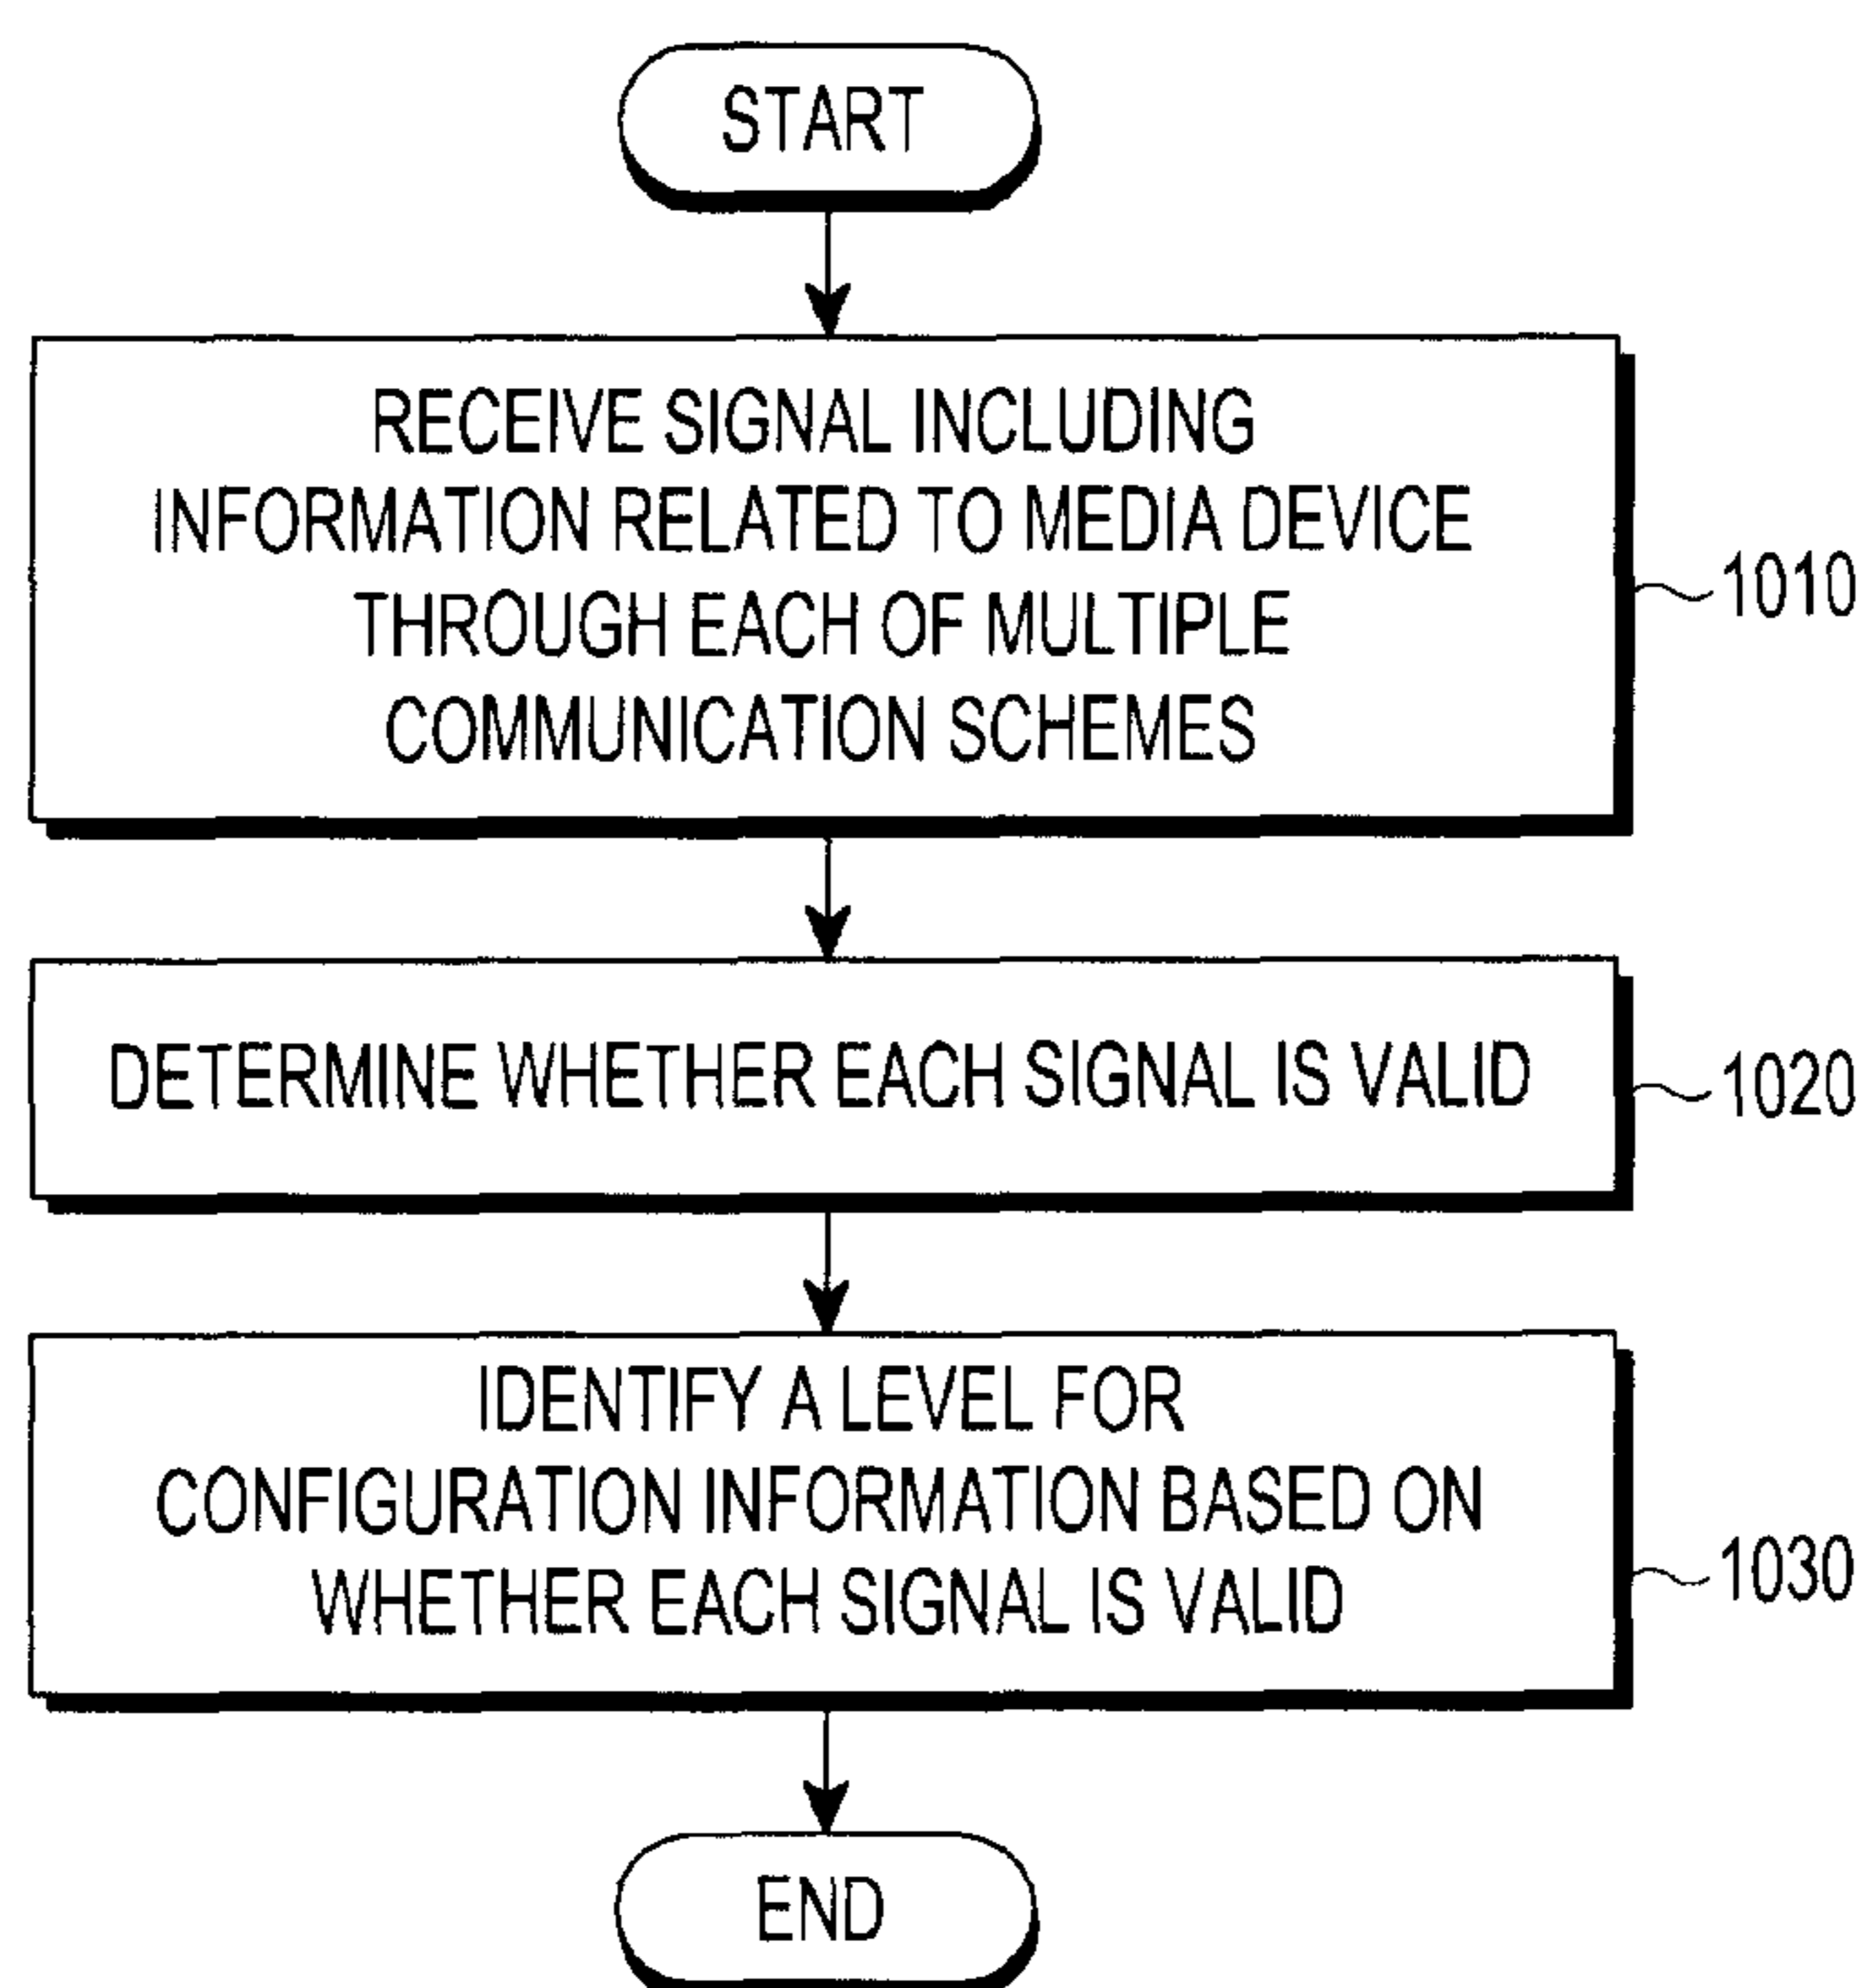 START
RECEIVE SIGNAL INCLUDING
INFORMATION RELATED TO MEDIA DEVICE
THROUGH EACH OF MULTIPLE
COMMUNICATION SCHEMES
1010
DETERMINE WHETHER EACH SIGNAL IS VALID
1020
IDENTIFY A LEVEL FOR
CONFIGURATION INFORMATION BASED ON
WHETHER EACH SIGNAL IS VALID
1030
END